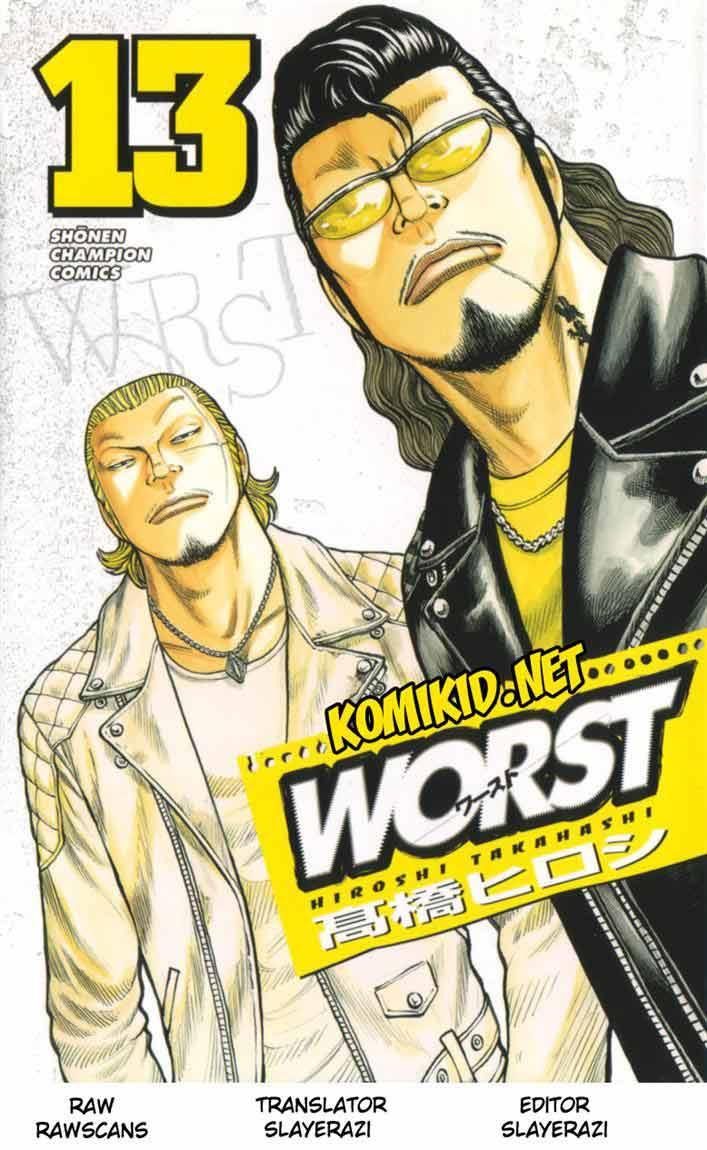 13
SHŌNEN
CHAMPION
COMICS
WORST
KOMIKID.NET
WORST
ワースト
HIROSHI TAKAHASHI
髙橋ヒロシ
RAW
RAWSCANS
TRANSLATOR
SLAYERAZI
EDITOR
SLAYERAZI